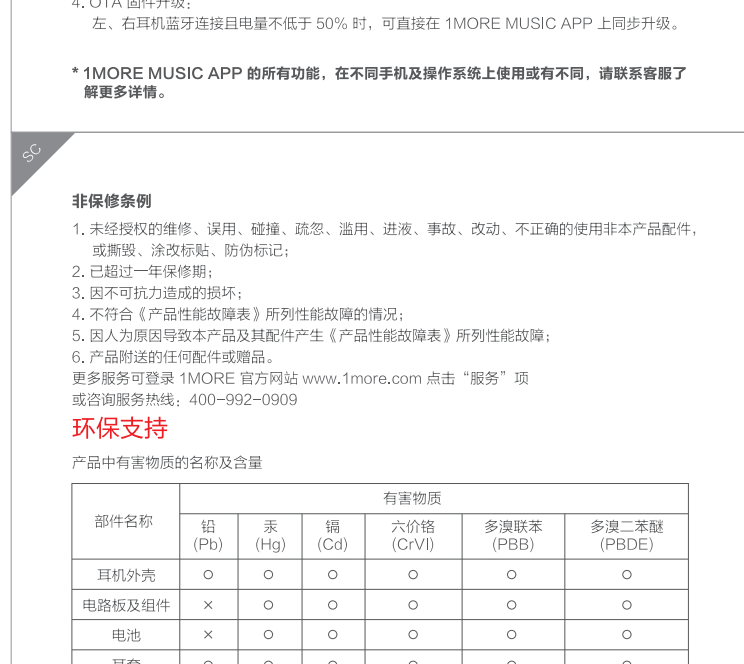 4. OTA 固件升级：
左、右耳机蓝牙连接且电量不低于 50% 时，可直接在 1MORE MUSIC APP 上同步升级。
* 1MORE MUSIC APP 的所有功能，在不同手机及操作系统上使用或有不同，请联系客服了
解更多详情。
SC
非保修条例
1. 未经授权的维修、误用、碰撞、疏忽、滥用、进液、事故、改动、不正确的使用非本产品配件，
或撕毁、涂改标贴、防伪标记；
2. 已超过一年保修期；
3. 因不可抗力造成的损坏；
4. 不符合《产品性能故障表》所列性能故障的情况；
5. 因人为原因导致本产品及其配件产生《产品性能故障表》所列性能故障；
6. 产品附送的任何配件或赠品。
更多服务可登录 1MORE 官方网站 www.1more.com 点击“服务”项
或咨询服务热线：400-992-0909
环保支持
产品中有害物质的名称及含量
部件名称 有害物质
铅 汞 镉 六价铬 多溴联苯 多溴二苯醚
(Pb) (Hg) (Cd) (CrVI) (PBB) (PBDE)
耳机外壳 ○ ○ ○ ○ ○ ○
电路板及组件 × ○ ○ ○ ○ ○
电池 × ○ ○ ○ ○ ○
耳套 ○ ○ ○ ○ ○ ○